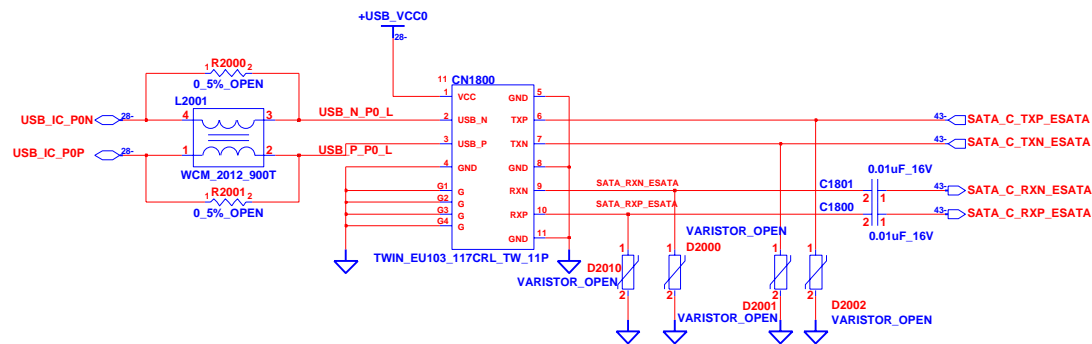 +USB_VCC0
28-
R2000
1 2
0_5%_OPEN
L2001
USB_IC_P0N 28- 4 3 USB_N_P0_L
USB_IC_P0P 28- 1 2 USB_P_P0_L
WCM_2012_900T
R2001
1 2
0_5%_OPEN
11 CN1800
1 VCC GND 5
2 USB_N TXP 6
3 USB_P TXN 7
4 GND GND 8
G1 G RXN 9
G2 G
G3 G RXP 10
G4 G GND 11
TWIN_EU103_117CRL_TW_11P
43- SATA_C_TXP_ESATA
43- SATA_C_TXN_ESATA
0.01uF_16V
SATA_RXN_ESATA C1801 2 1 43- SATA_C_RXN_ESATA
SATA_RXP_ESATA C1800 2 1 43- SATA_C_RXP_ESATA
0.01uF_16V
VARISTOR_OPEN
1 1 D2000 1 1
D2010
VARISTOR_OPEN
2 2 2 2
D2001 D2002
VARISTOR_OPEN VARISTOR_OPEN